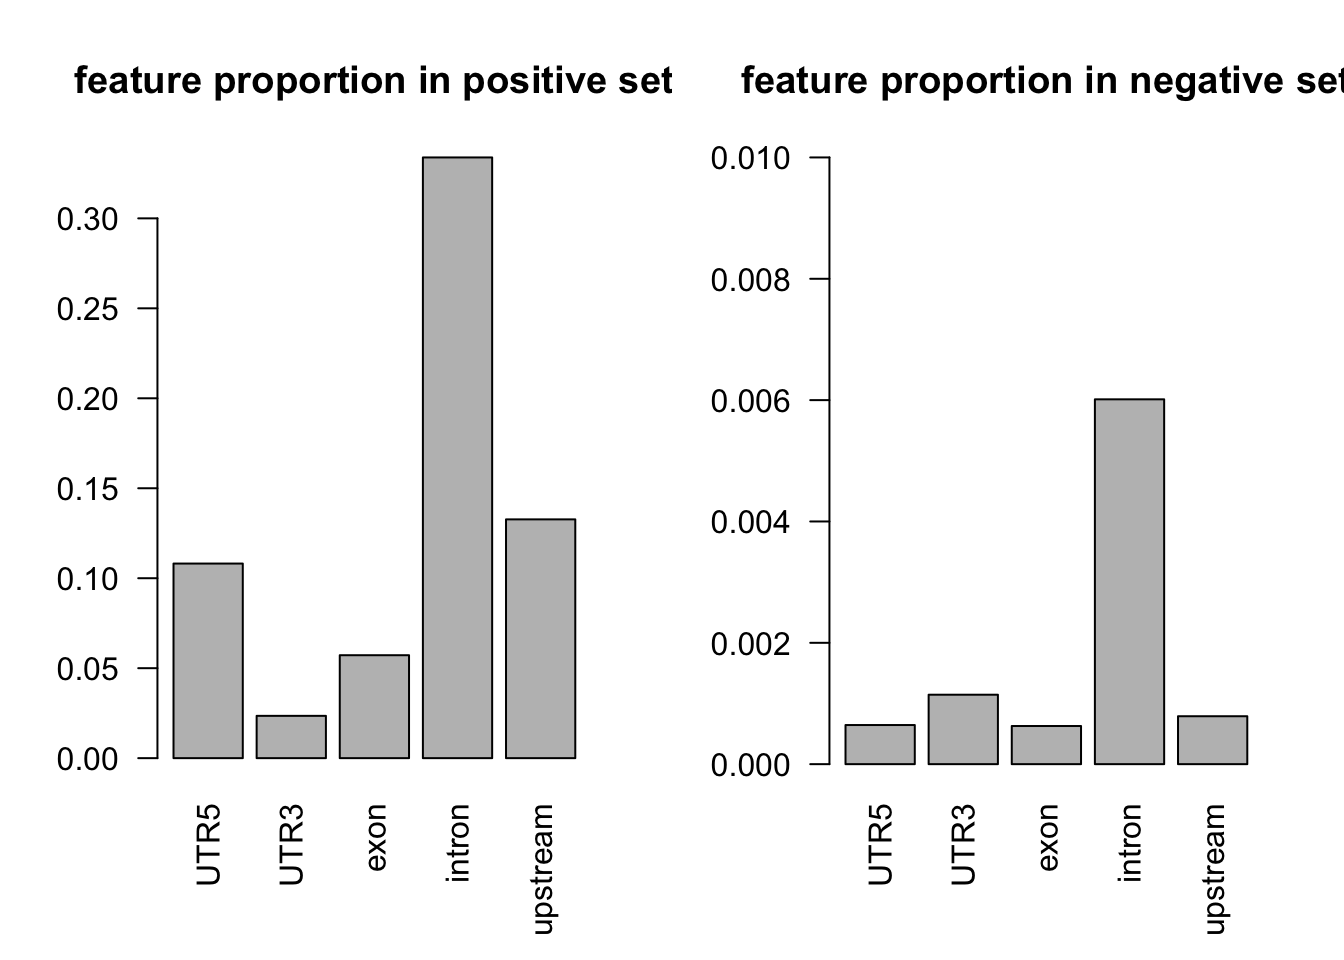 feature proportion in positive set
0.30
0.25
0.20
0.15
0.10
0.05
0.00
UTR5
UTR3
exon
intron
upstream
feature proportion in negative set
0.010
0.008
0.006
0.004
0.002
0.000
UTR5
UTR3
exon
intron
upstream